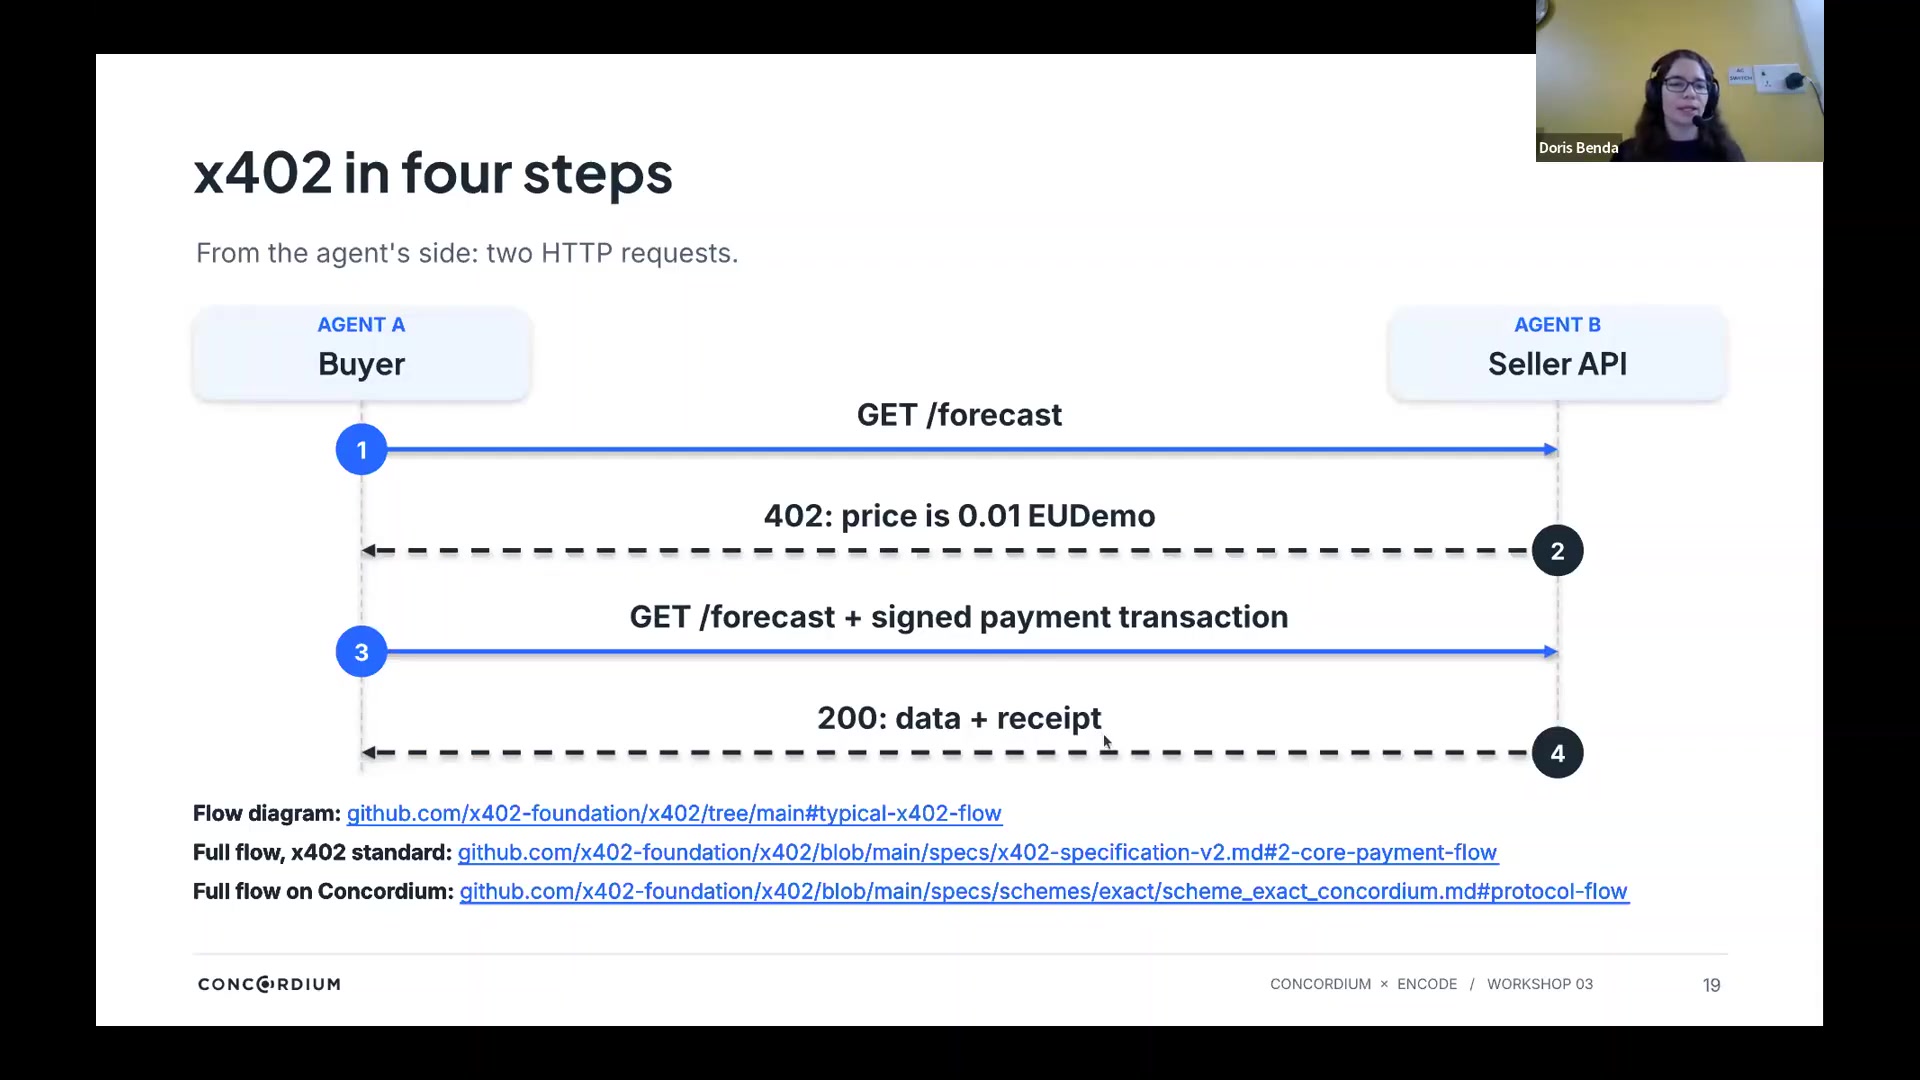 AC
SWITCH
Doris Benda
x402 in four steps
From the agent's side: two HTTP requests.
AGENT A
Buyer
AGENT B
Seller API
GET /forecast
1
402: price is 0.01 EUDemo
2
GET /forecast + signed payment transaction
3
200: data + receipt
4
Flow diagram: github.com/x402-foundation/x402/tree/main#typical-x402-flow
Full flow, x402 standard: github.com/x402-foundation/x402/blob/main/specs/x402-specification-v2.md#2-core-payment-flow
Full flow on Concordium: github.com/x402-foundation/x402/blob/main/specs/schemes/exact/scheme_exact_concordium.md#protocol-flow
CONCORDIUM
CONCORDIUM × ENCODE / WORKSHOP 03
19